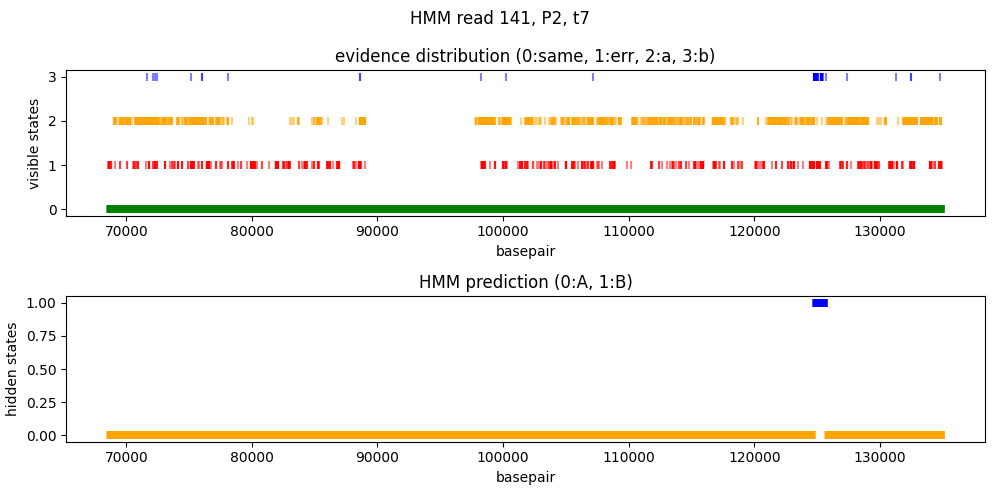 HMM read 141, P2, t7
evidence distribution (0:same, 1:err, 2:a, 3:b)
visible states
3
2
1
0
70000 80000 90000 100000 110000 120000 130000
basepair
HMM prediction (0:A, 1:B)
hidden states
1.00
0.75
0.50
0.25
0.00
70000 80000 90000 100000 110000 120000 130000
basepair